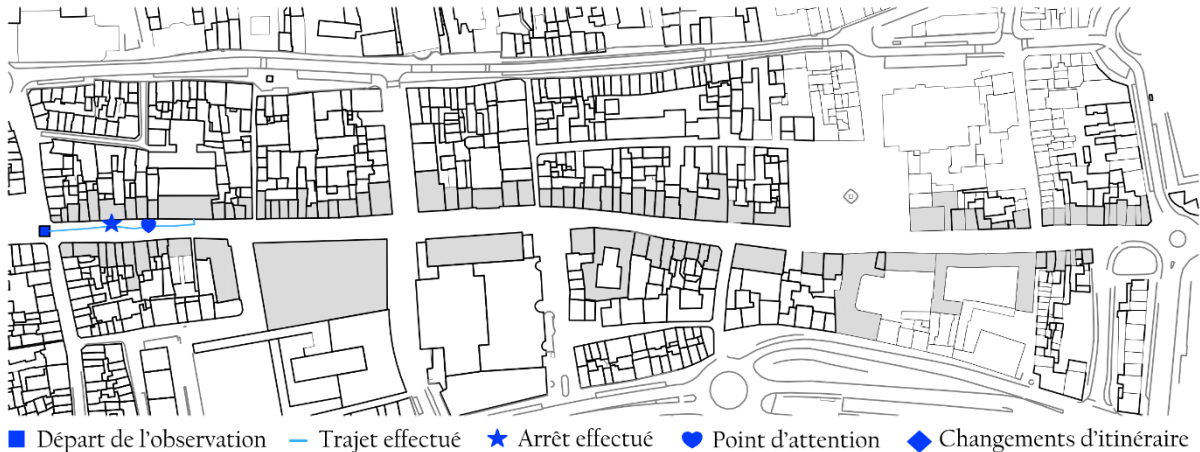 Départ de l'observation Trajet effectué Arrêt effectué Point d'attention Changements d'itinéraire